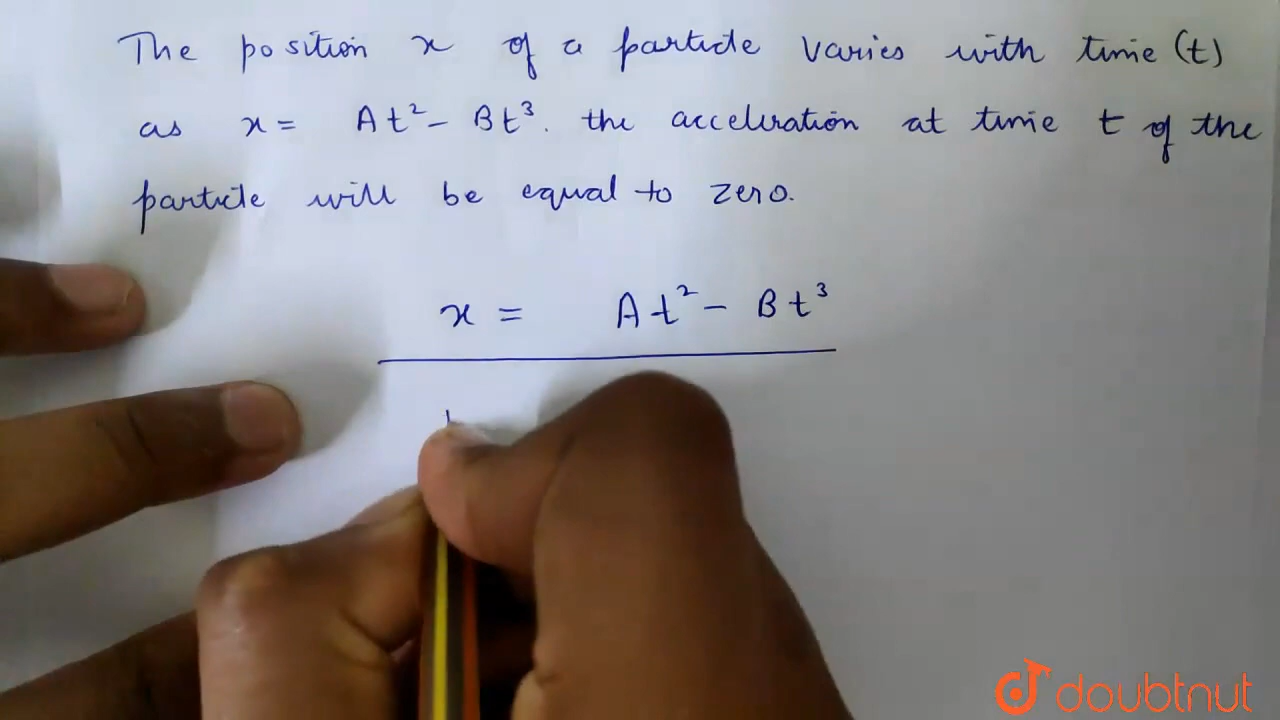 The position x of a particle varies with time (t)
as x = At² - Bt³. the acceleration at time t of the
particle will be equal to zero.
x = At² - Bt³
doubtnut